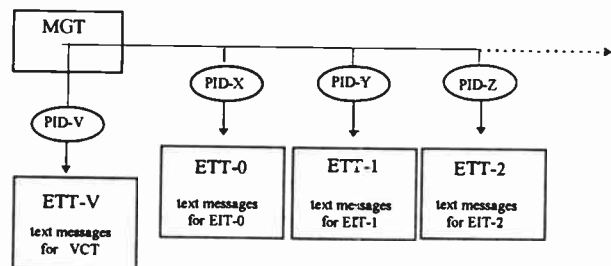 MGT
PID-X
PID-Y
PID-Z
PID-V
ETT-0
text messages
for EIT-0
ETT-1
text messages
for EIT-1
ETT-2
text messages
for EIT-2
ETT-V
text messages
for VCT